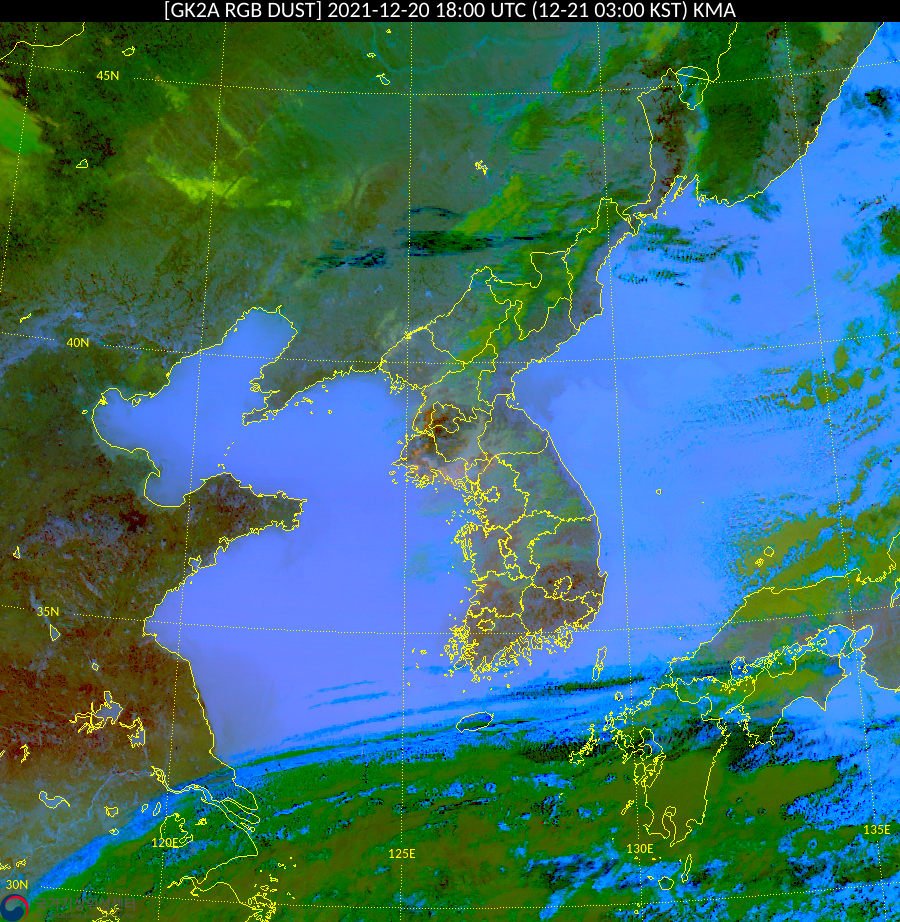 [GK2A RGB DUST] 2021-12-20 18:00 UTC (12-21 03:00 KST) KMA
45N
40N
35N
135E
120E
130E
125E
30N